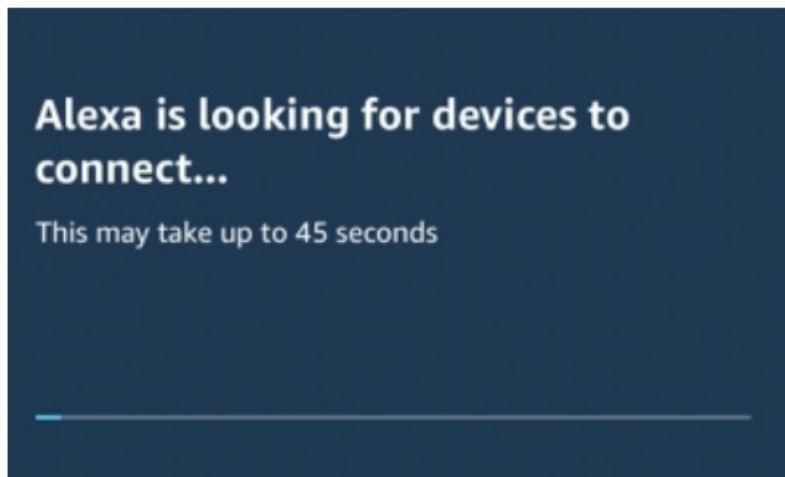 Alexa is looking for devices to
connect...
This may take up to 45 seconds